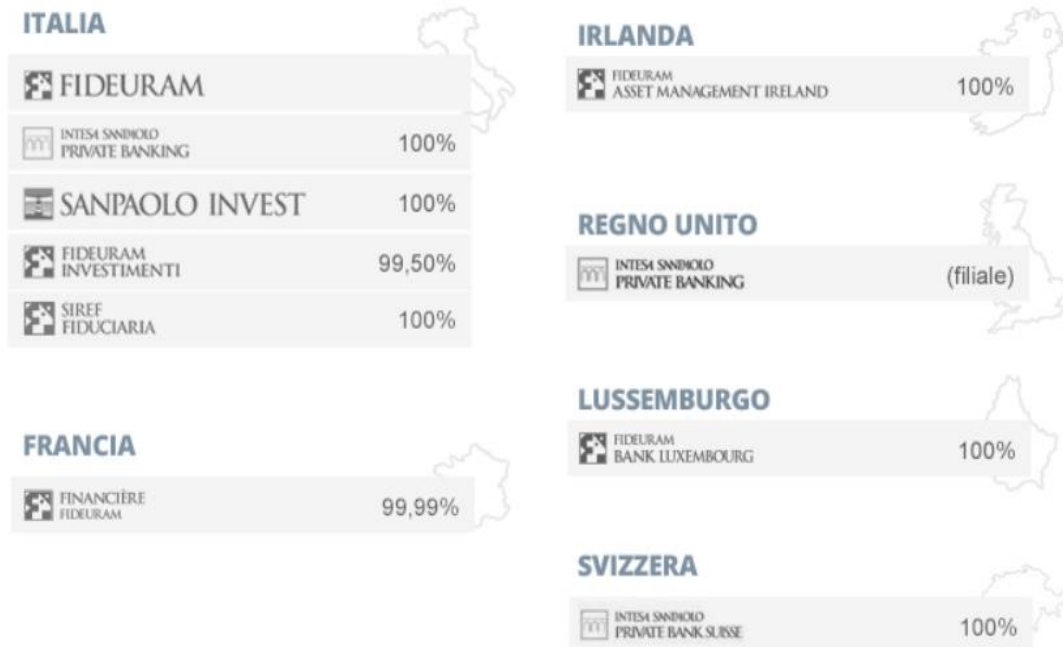 ITALIA
FIDEURAM
INTESA SANPAOLO
PRIVATE BANKING
100%
SANPAOLO INVEST
100%
FIDEURAM
INVESTIMENTI
99,50%
SIREF
FIDUCIARIA
100%
FRANCIA
FINANCIÈRE
FIDEURAM
99,99%
IRLANDA
FIDEURAM
ASSET MANAGEMENT IRELAND
100%
REGNO UNITO
INTESA SANPAOLO
PRIVATE BANKING
(filiale)
LUSSEMBURGO
FIDEURAM
BANK LUXEMBOURG
100%
SVIZZERA
INTESA SANPAOLO
PRIVATE BANK SUISSE
100%